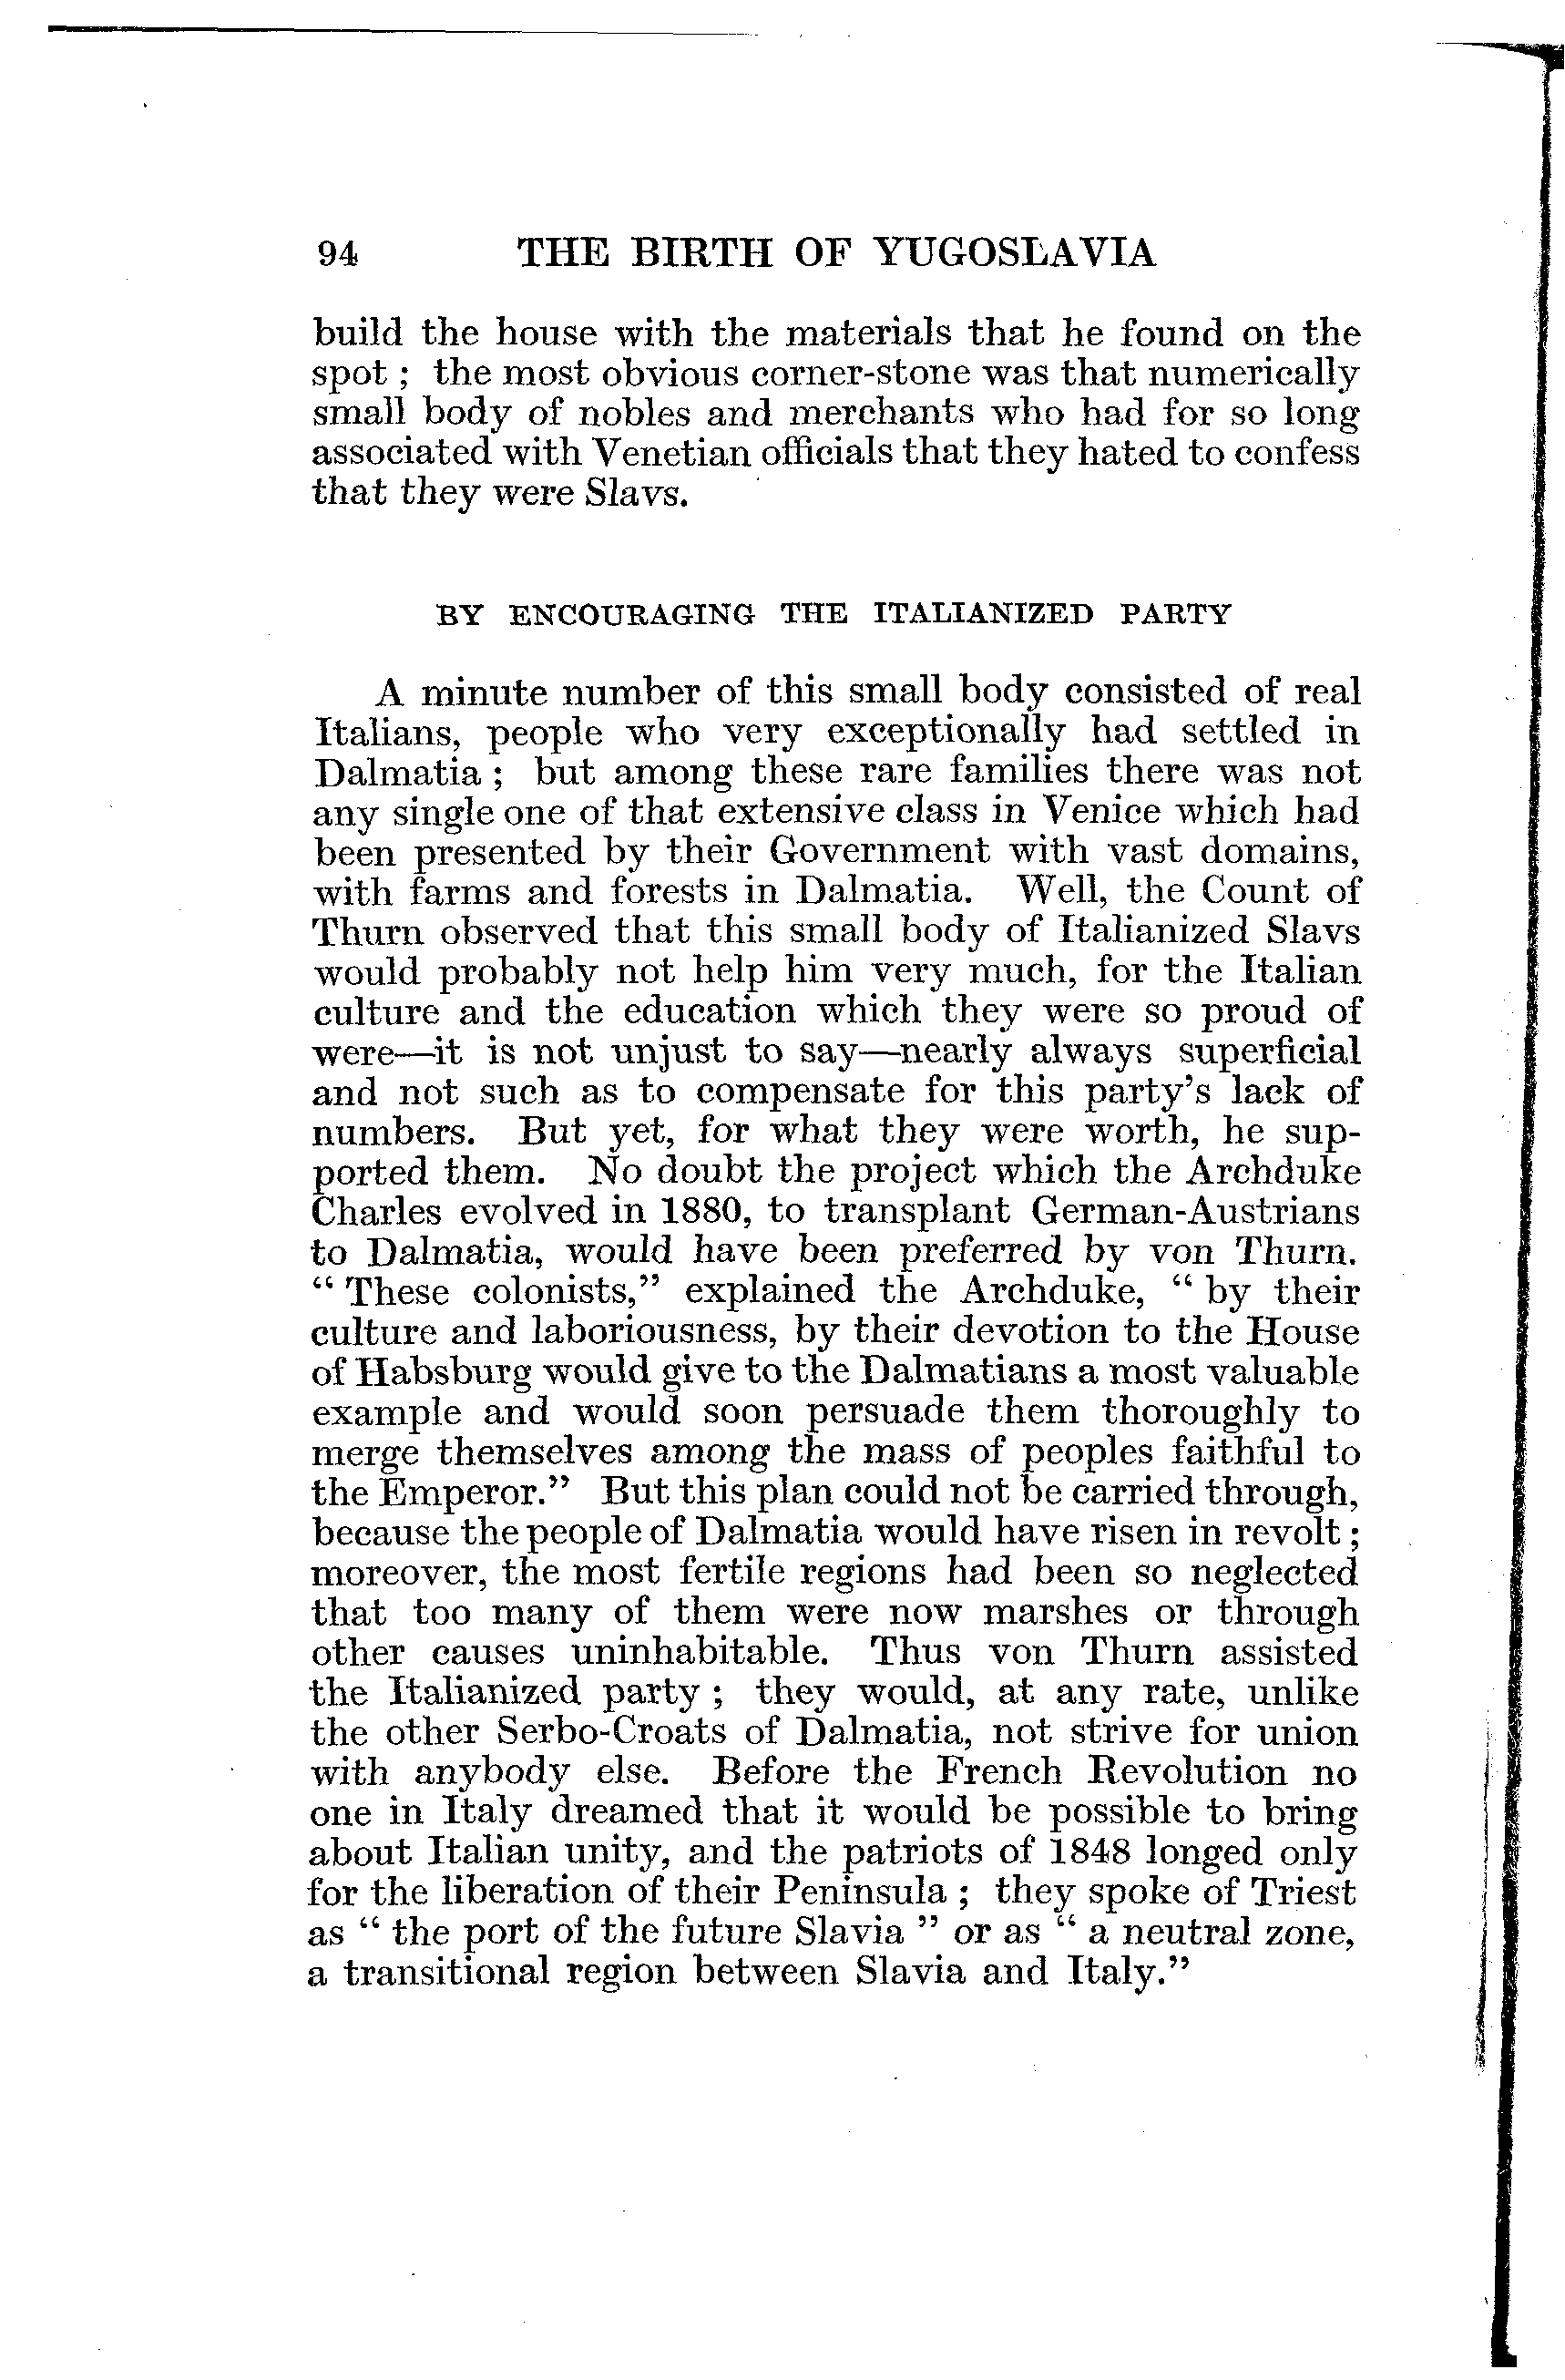 94 THE BIRTH OF YUGOSLAVIA
build the house with the materials that he found on the
spot ; the most obvious corner-stone was that numerically
small body of nobles and merchants who had for so long
associated with Venetian officials that they hated to confess
that they were Slavs.
BY ENCOURAGING THE ITALIANIZED PARTY
A minute number of this small body consisted of real
Italians, people who very exceptionally had settled in
Dalmatia ; but among these rare families there was not
any single one of that extensive class in Venice which had
been presented by their Government with vast domains,
with farms and forests in Dalmatia. Well, the Count of
Thurn observed that this small body of Italianized Slavs
would probably not help him very much, for the Italian
culture and the education which they were so proud of
were—it is not unjust to say—nearly always superficial
and not such as to compensate for this party's lack of
numbers. But yet, for what they were worth, he sup-
ported them. No doubt the project which the Archduke
Charles evolved in 1880, to transplant German-Austrians
to Dalmatia, would have been preferred by von Thurn.
“ These colonists,” explained the Archduke, “ by their
culture and laboriousness, by their devotion to the House
of Habsburg would give to the Dalmatians a most valuable
example and would soon persuade them thoroughly to
merge themselves among the mass of peoples faithful to
the Emperor.” But this plan could not be carried through,
because the people of Dalmatia would have risen in revolt ;
moreover, the most fertile regions had been so neglected
that too many of them were now marshes or through
other causes uninhabitable. Thus von Thurn assisted
the Italianized party ; they would, at any rate, unlike
the other Serbo-Croats of Dalmatia, not strive for union
with anybody else. Before the French Revolution no
one in Italy dreamed that it would be possible to bring
about Italian unity, and the patriots of 1848 longed only
for the liberation of their Peninsula ; they spoke of Triest
as “ the port of the future Slavia ” or as “ a neutral zone,
a transitional region between Slavia and Italy.”